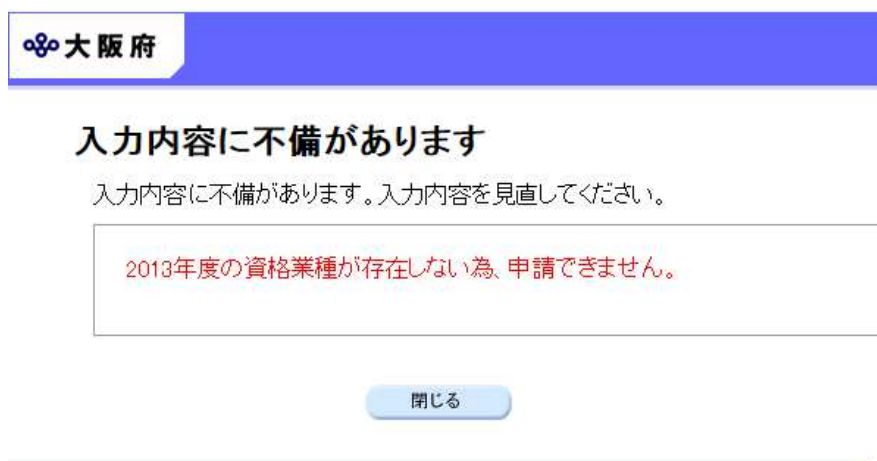 大阪府
入力内容に不備があります
入力内容に不備があります。入力内容を見直してください。
2013年度の資格業種が存在しない為、申請できません。
閉じる